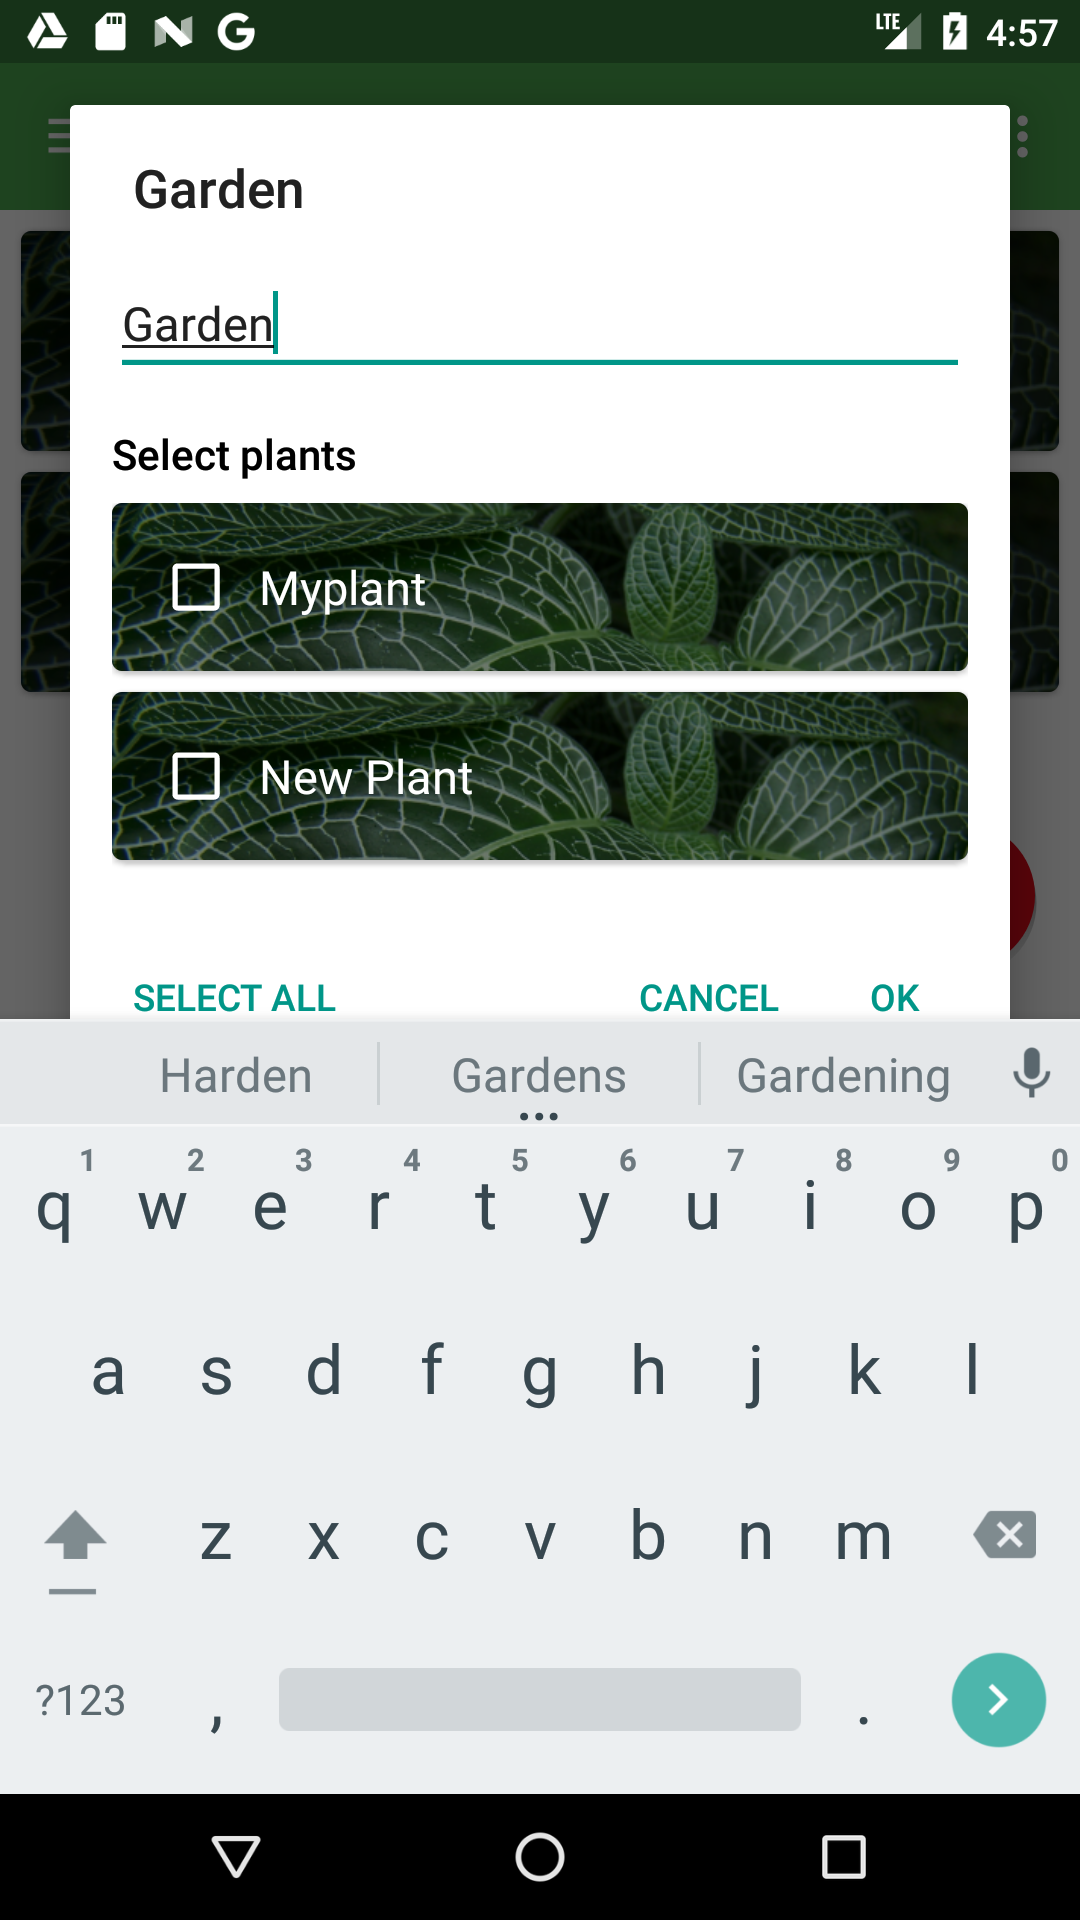 LTE 4:57
Garden
Garden
Select plants
Myplant
New Plant
SELECT ALL CANCEL OK
Harden Gardens Gardening
1 2 3 4 5 6 7 8 9 0
q w e r t y u i o p
a s d f g h j k l
z x c v b n m
?123 , .